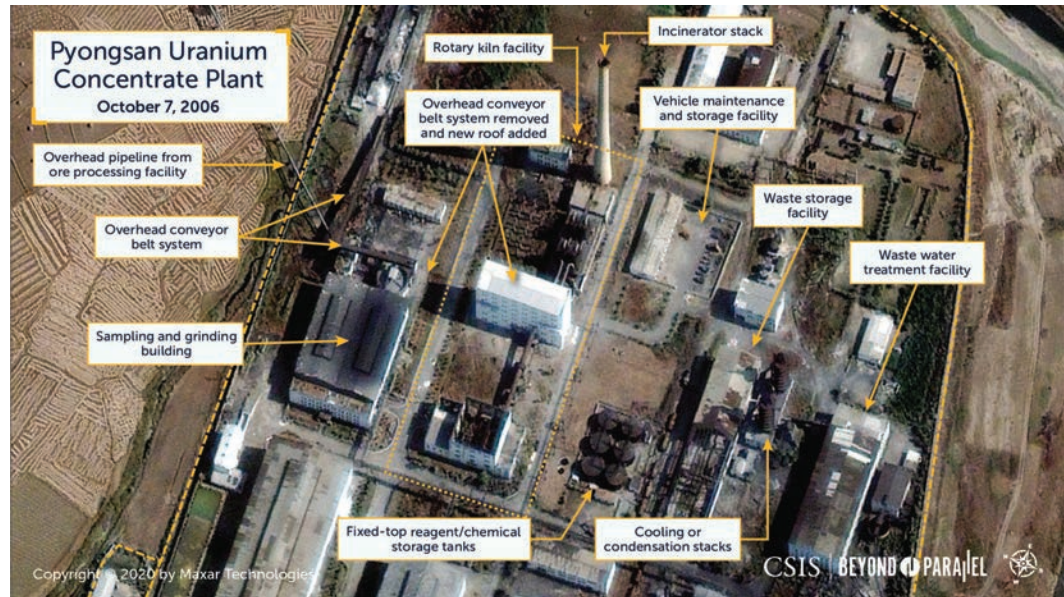 Pyongsan Uranium
Concentrate Plant
October 7, 2006
Incinerator stack
Rotary kiln facility
Overhead conveyor
belt system removed
and new roof added
Vehicle maintenance
and storage facility
Overhead pipeline from
ore processing facility
Waste storage
facility
Overhead conveyor
belt system
Waste water
treatment facility
Sampling and grinding
building
Fixed-top reagent/chemical
storage tanks
Cooling or
condensation stacks
Copyright © 2020 by Maxar Technologies
CSIS | BEYOND PARALLEL